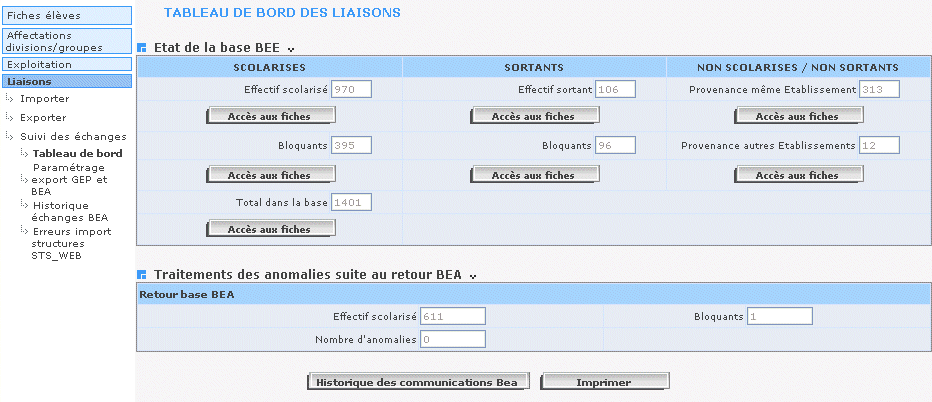 Fiches élèves
Affectations
divisions/groupes
Exploitation
Liaisons
Importer
Exporter
Suivi des échanges
Tableau de bord
Paramétrage
export GEP et
BEA
Historique
échanges BEA
Erreurs import
structures
STS_WEB
TABLEAU DE BORD DES LIAISONS
Etat de la base BEE
SCOLARISES SORTANTS NON SCOLARISES / NON SORTANTS
Effectif scolarisé 970 Effectif sortant 106 Provenance même Etablissement 313
Accès aux fiches Accès aux fiches Accès aux fiches
Bloquants 395 Bloquants 96 Provenance autres Etablissements 12
Accès aux fiches Accès aux fiches Accès aux fiches
Total dans la base 1401
Accès aux fiches
Traitements des anomalies suite au retour BEA
Retour base BEA
Effectif scolarisé 611 Bloquants 1
Nombre d'anomalies 0
Historique des communications Bea Imprimer